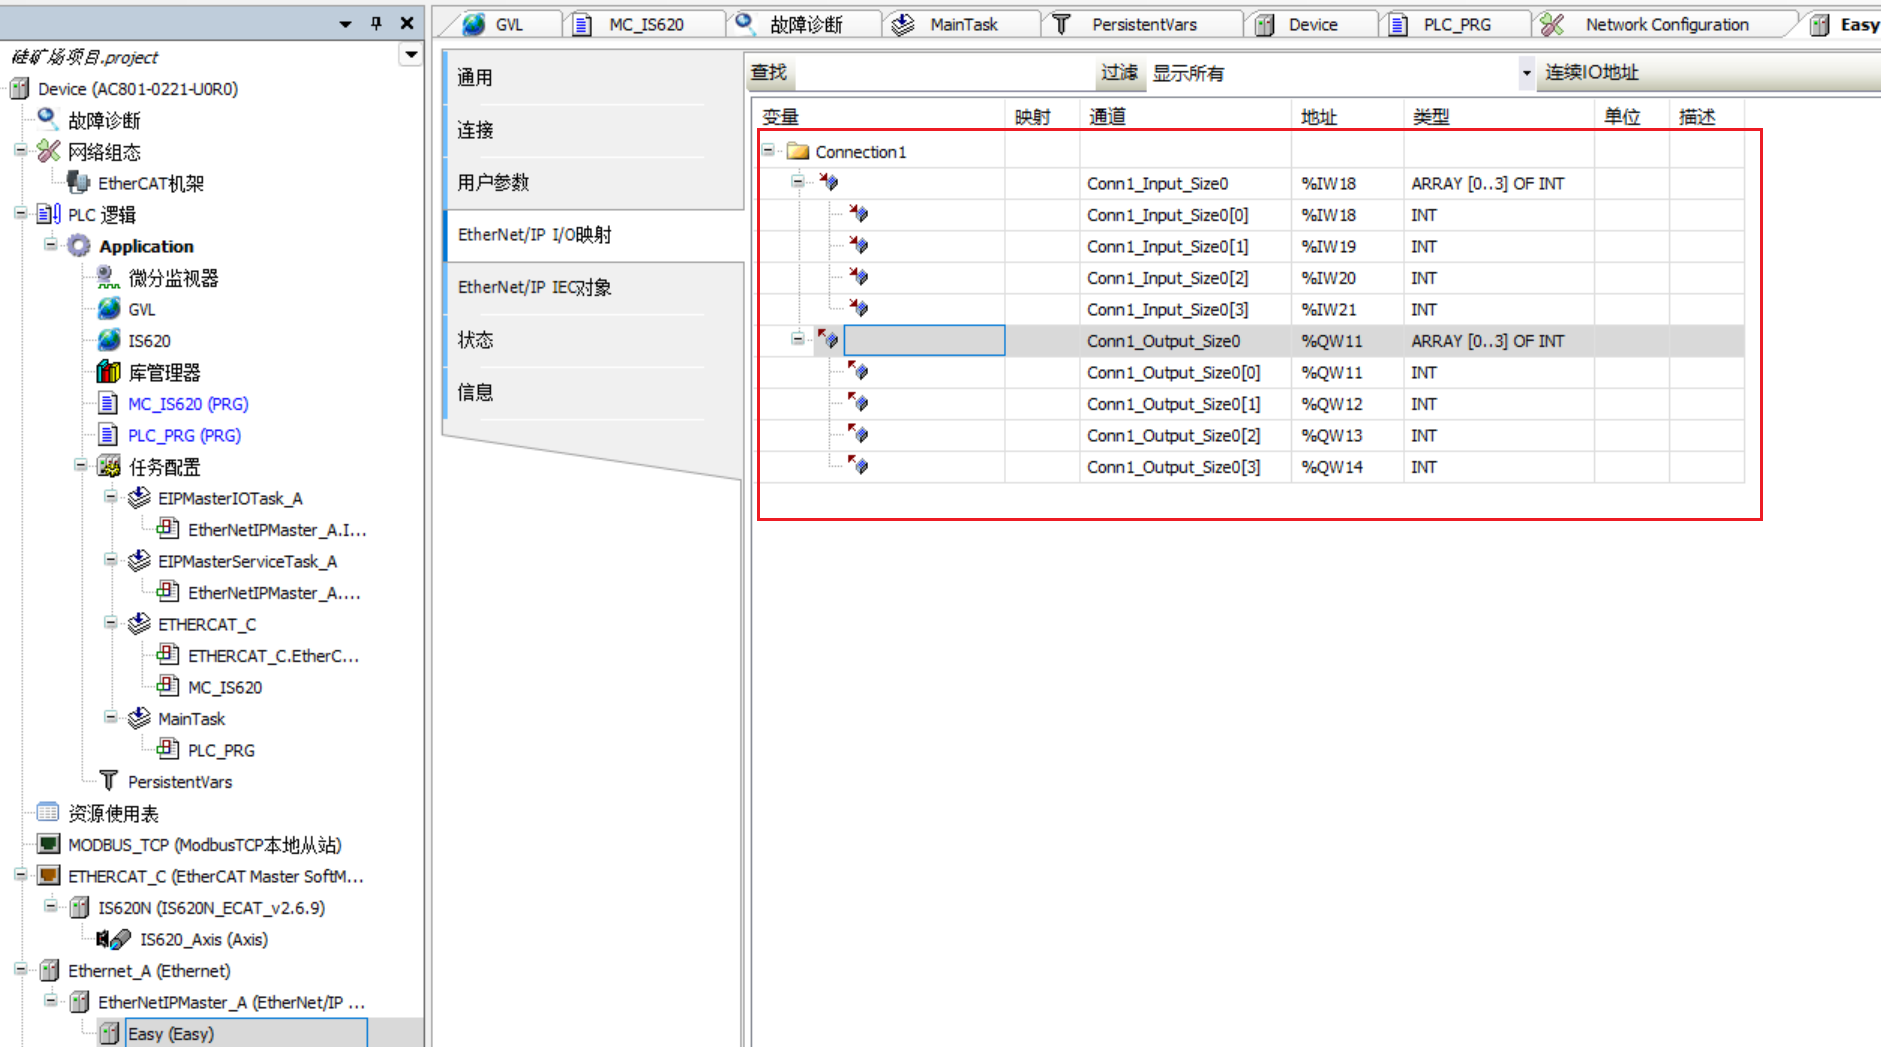 GVL
MC_IS620
故障诊断
MainTask
PersistentVars
Device
PLC_PRG
Network Configuration
Easy
硅矿场项目.project
Device (AC801-0221-U0R0)
故障诊断
网络组态
EtherCAT机架
PLC 逻辑
Application
微分监视器
GVL
IS620
库管理器
MC_IS620 (PRG)
PLC_PRG (PRG)
任务配置
EIPMasterIOTask_A
EtherNetIPMaster_A.I...
EIPMasterServiceTask_A
EtherNetIPMaster_A....
ETHERCAT_C
ETHERCAT_C.EtherC...
MC_IS620
MainTask
PLC_PRG
PersistentVars
资源使用表
MODBUS_TCP (ModbusTCP本地从站)
ETHERCAT_C (EtherCAT Master SoftM...
IS620N (IS620N_ECAT_v2.6.9)
IS620_Axis (Axis)
Ethernet_A (Ethernet)
EtherNetIPMaster_A (EtherNet/IP ...
Easy (Easy)
通用
连接
用户参数
EtherNet/IP I/O映射
EtherNet/IP IEC对象
状态
信息
查找 过滤 显示所有 连续IO地址
变量 映射 通道 地址 类型 单位 描述
Connection1
Conn1_Input_Size0 %IW18 ARRAY [0..3] OF INT
Conn1_Input_Size0[0] %IW18 INT
Conn1_Input_Size0[1] %IW19 INT
Conn1_Input_Size0[2] %IW20 INT
Conn1_Input_Size0[3] %IW21 INT
Conn1_Output_Size0 %QW11 ARRAY [0..3] OF INT
Conn1_Output_Size0[0] %QW11 INT
Conn1_Output_Size0[1] %QW12 INT
Conn1_Output_Size0[2] %QW13 INT
Conn1_Output_Size0[3] %QW14 INT